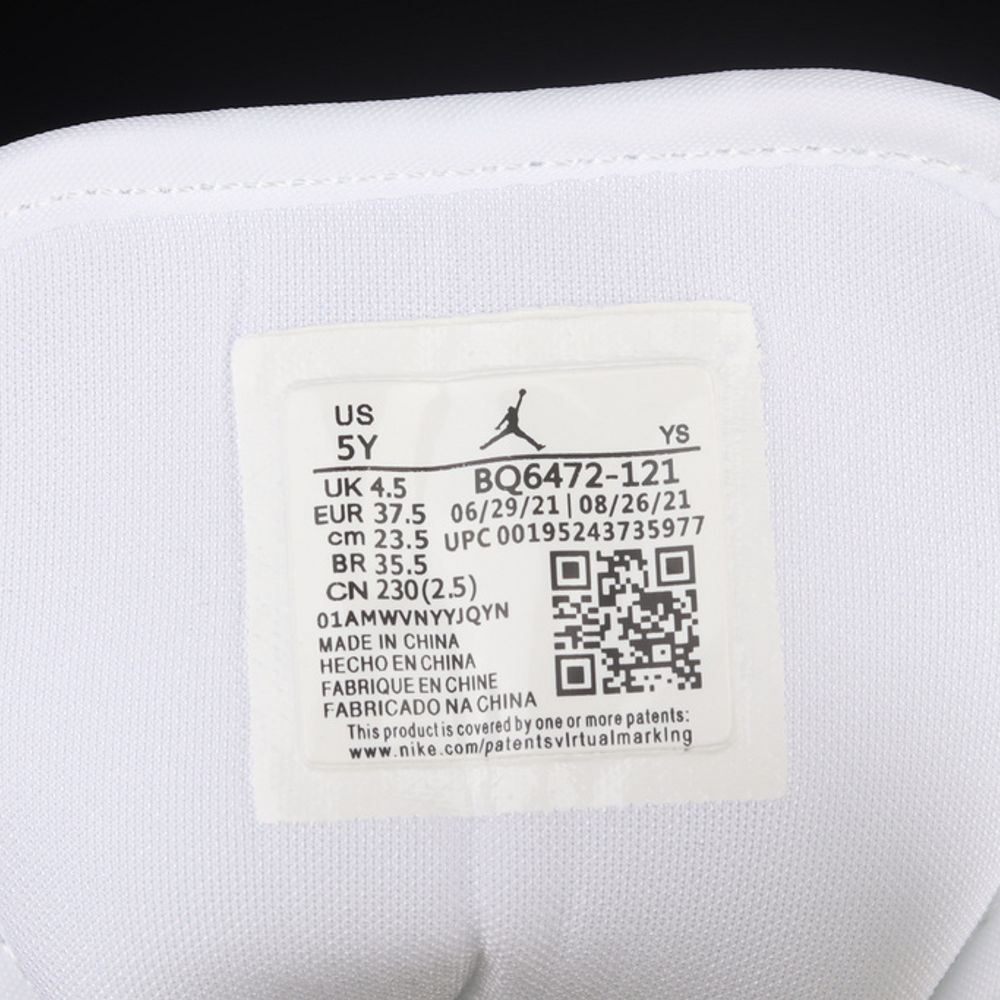 US
5Y
YS
UK 4.5
BQ6472-121
EUR 37.5
06/29/21 | 08/26/21
cm 23.5
UPC 00195243735977
BR 35.5
CN 230(2.5)
01AMWVNYYJQYN
MADE IN CHINA
HECHO EN CHINA
FABRIQUE EN CHINE
FABRICADO NA CHINA
This product is covered by one or more patents:
www.nike.com/patentsvIrtualmarkIng